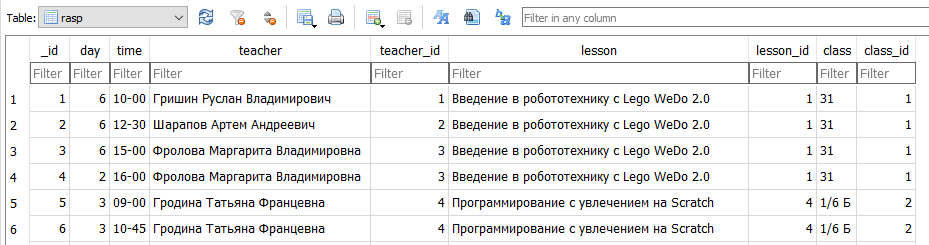 Table: rasp Filter in any column
_id day time teacher teacher_id lesson lesson_id class class_id
Filter Filter Filter Filter Filter Filter Filter Filter Filter
1 1 6 10-00 Гришин Руслан Владимирович 1 Введение в робототехнику с Lego WeDo 2.0 1 31 1
2 2 6 12-30 Шарапов Артем Андреевич 2 Введение в робототехнику с Lego WeDo 2.0 1 31 1
3 3 6 15-00 Фролова Маргарита Владимировна 3 Введение в робототехнику с Lego WeDo 2.0 1 31 1
4 4 2 16-00 Фролова Маргарита Владимировна 3 Введение в робототехнику с Lego WeDo 2.0 1 31 1
5 5 3 09-00 Гродина Татьяна Францевна 4 Программирование с увлечением на Scratch 4 1/6 Б 2
6 6 3 10-45 Гродина Татьяна Францевна 4 Программирование с увлечением на Scratch 4 1/6 Б 2